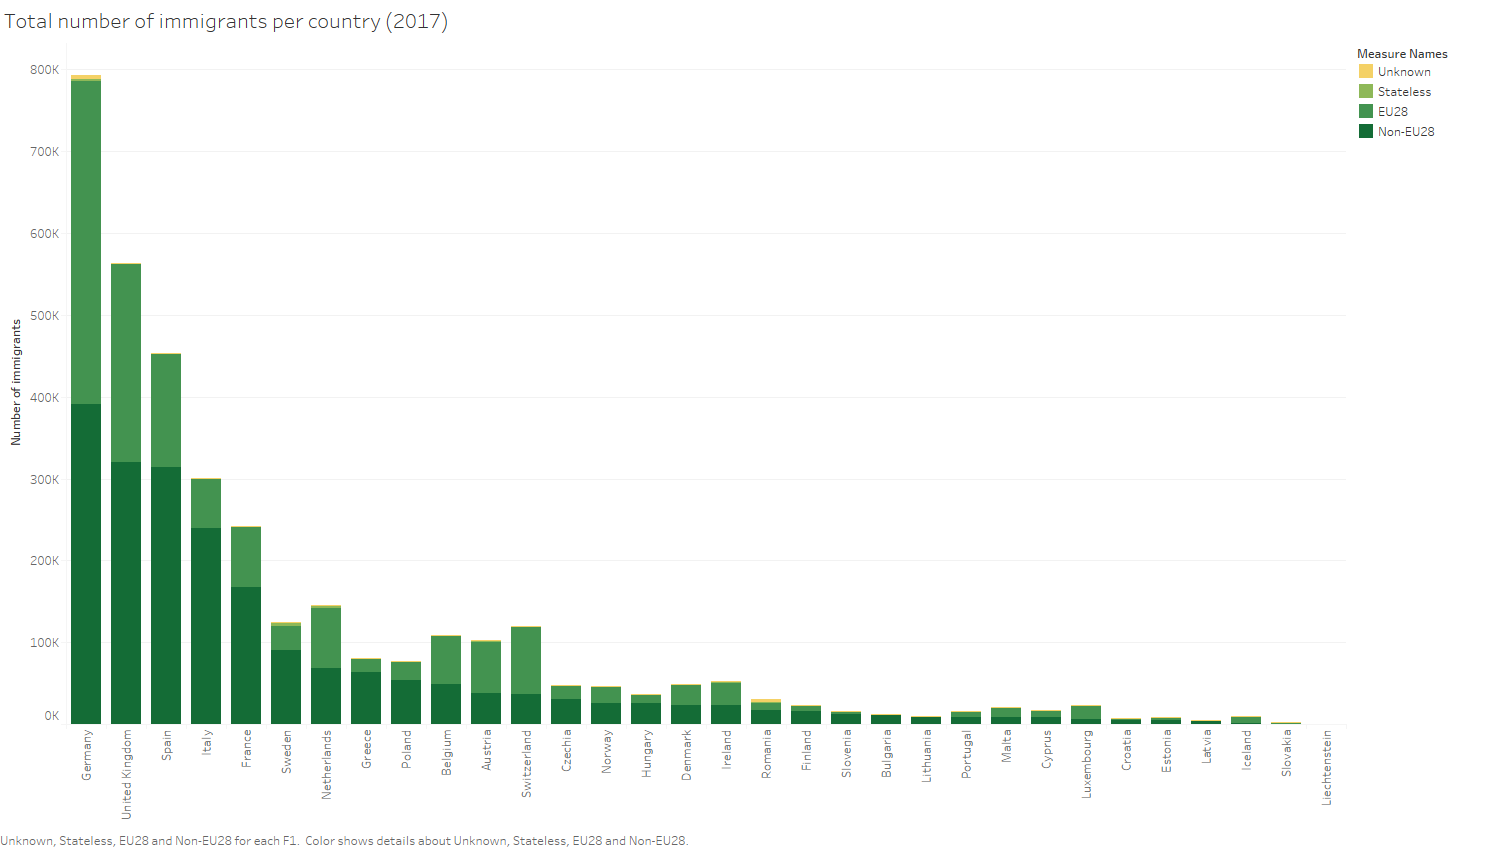 Total number of immigrants per country (2017)
Measure Names
Unknown
Stateless
EU28
Non-EU28
Number of immigrants
800K
700K
600K
500K
400K
300K
200K
100K
0K
Germany
United Kingdom
Spain
Italy
France
Sweden
Netherlands
Greece
Poland
Belgium
Austria
Switzerland
Czechia
Norway
Hungary
Denmark
Ireland
Romania
Finland
Slovenia
Bulgaria
Lithuania
Portugal
Malta
Cyprus
Luxembourg
Croatia
Estonia
Latvia
Iceland
Slovakia
Liechtenstein
Unknown, Stateless, EU28 and Non-EU28 for each F1. Color shows details about Unknown, Stateless, EU28 and Non-EU28.